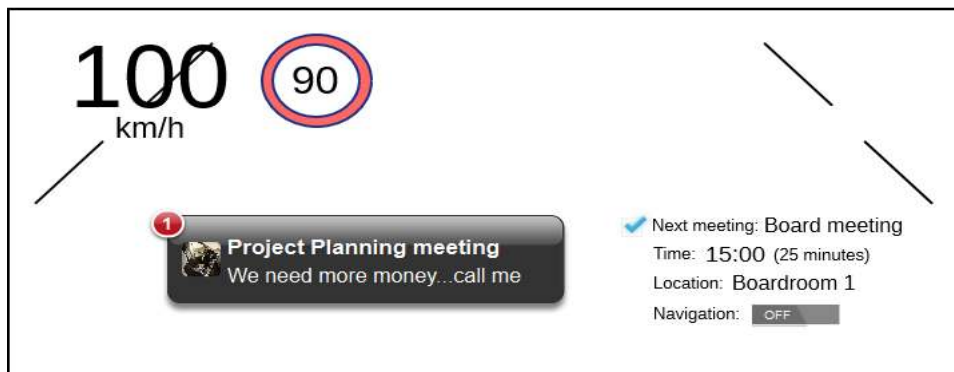 100
km/h
90
1
Project Planning meeting
We need more money...call me
Next meeting: Board meeting
Time: 15:00 (25 minutes)
Location: Boardroom 1
Navigation: OFF